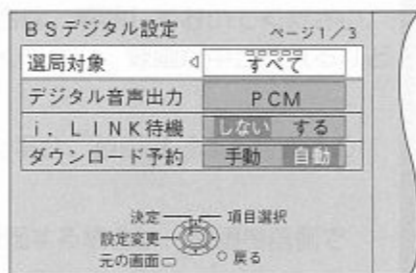 BSデジタル設定 ページ1/3
選局対象 すべて
デジタル音声出力 PCM
i.LINK待機 しない する
ダウンロード予約 手動 自動
決定 項目選択
設定変更
元の画面 戻る